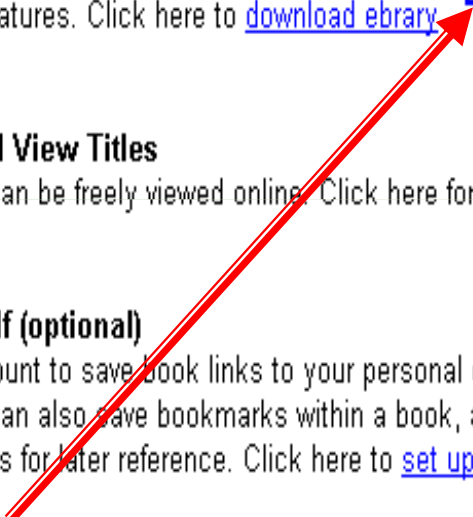 atures. Click here to download ebrary
View Titles
an be freely viewed online. Click here for
lf (optional)
unt to save book links to your personal
an also save bookmarks within a book,
s for later reference. Click here to set up